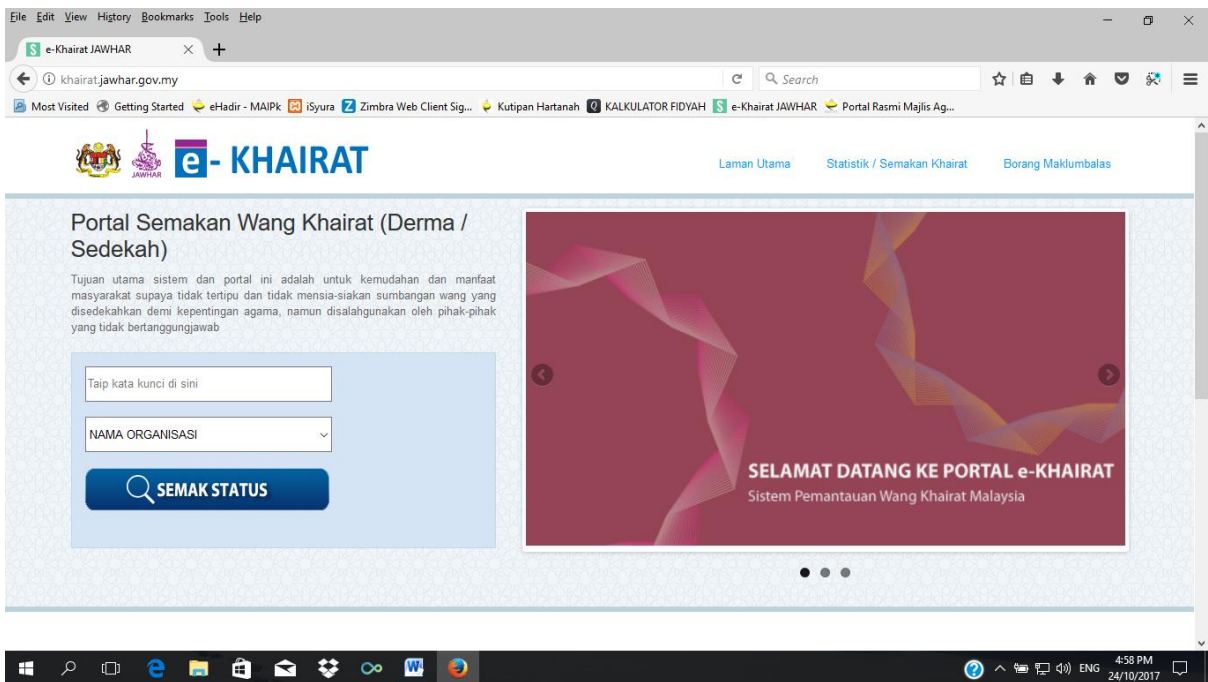 File Edit View History Bookmarks Tools Help
e-Khairat JAWHAR
khairat.jawhar.gov.my
Search
Most Visited Getting Started eHadir - MAIPk iSyura Zimbra Web Client Sig... Kutipan Hartanah KALKULATOR FIDYAH e-Khairat JAWHAR Portal Rasmi Majlis Ag...
JAWHAR
e - KHAIRAT
Laman Utama Statistik / Semakan Khairat Borang Maklumbalas
Portal Semakan Wang Khairat (Derma /
Sedekah)
Tujuan utama sistem dan portal ini adalah untuk kemudahan dan manfaat
masyarakat supaya tidak tertipu dan tidak mensia-siakan sumbangan wang yang
disedekahkan demi kepentingan agama, namun disalahgunakan oleh pihak-pihak
yang tidak bertanggungjawab
Taip kata kunci di sini
NAMA ORGANISASI
SEMAK STATUS
SELAMAT DATANG KE PORTAL e-KHAIRAT
Sistem Pemantauan Wang Khairat Malaysia
ENG
4:58 PM
24/10/2017